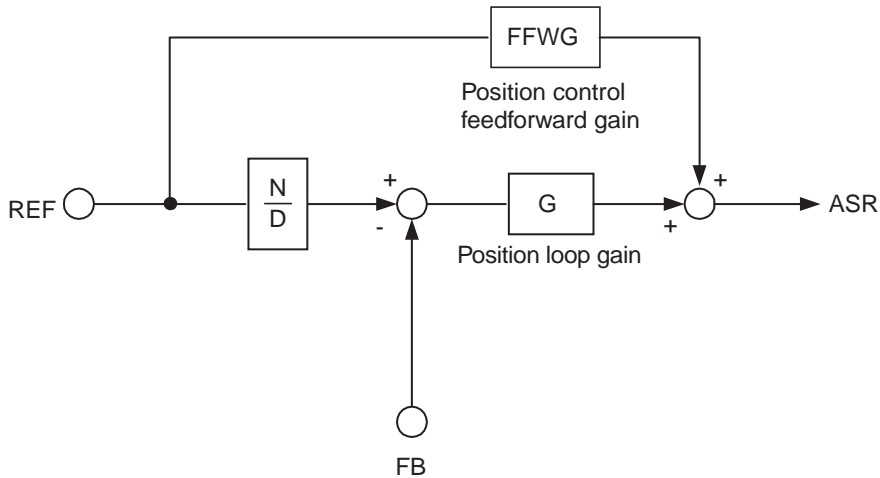 FFWG
Position control
feedforward gain
REF
N
D
+
-
G
Position loop gain
+
+
ASR
FB